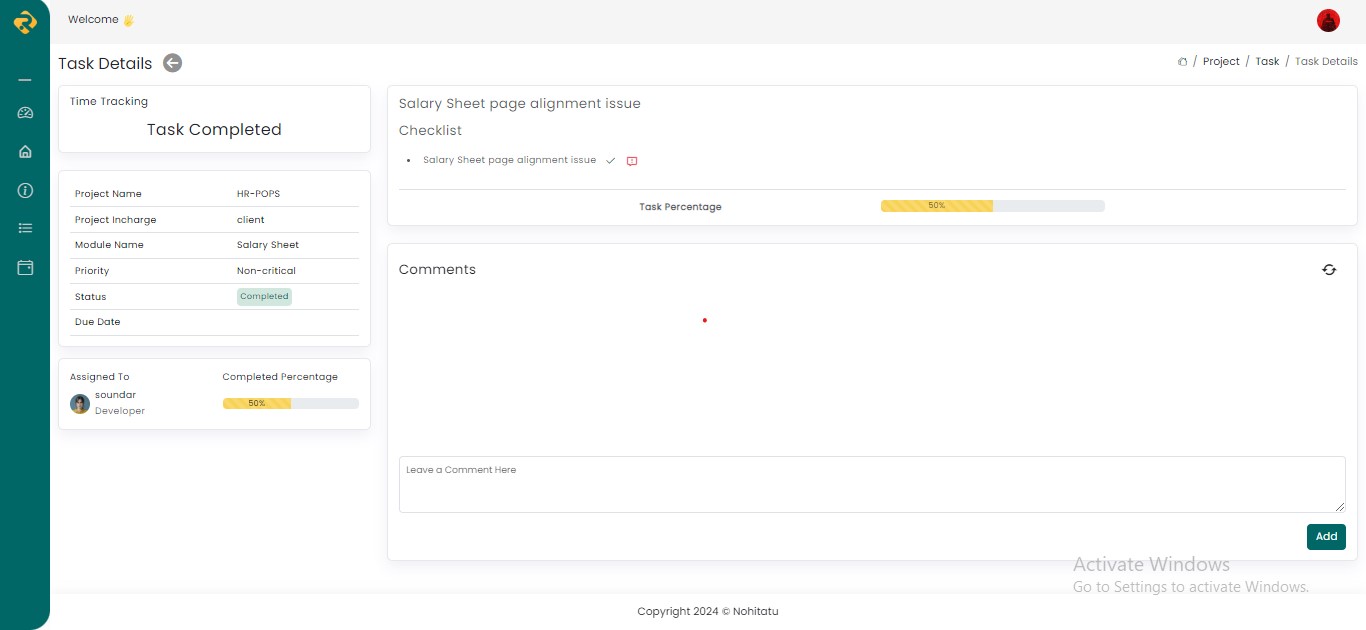 Welcome 👋
Task Details
Project / Task / Task Details
Time Tracking
Task Completed
Project Name HR-POPS
Project Incharge client
Module Name Salary Sheet
Priority Non-critical
Status Completed
Due Date
Assigned To Completed Percentage
soundar
Developer
50%
Salary Sheet page alignment issue
Checklist
• Salary Sheet page alignment issue
Task Percentage 50%
Comments
Leave a Comment Here
Add
Activate Windows
Go to Settings to activate Windows.
Copyright 2024 © Nohitatu